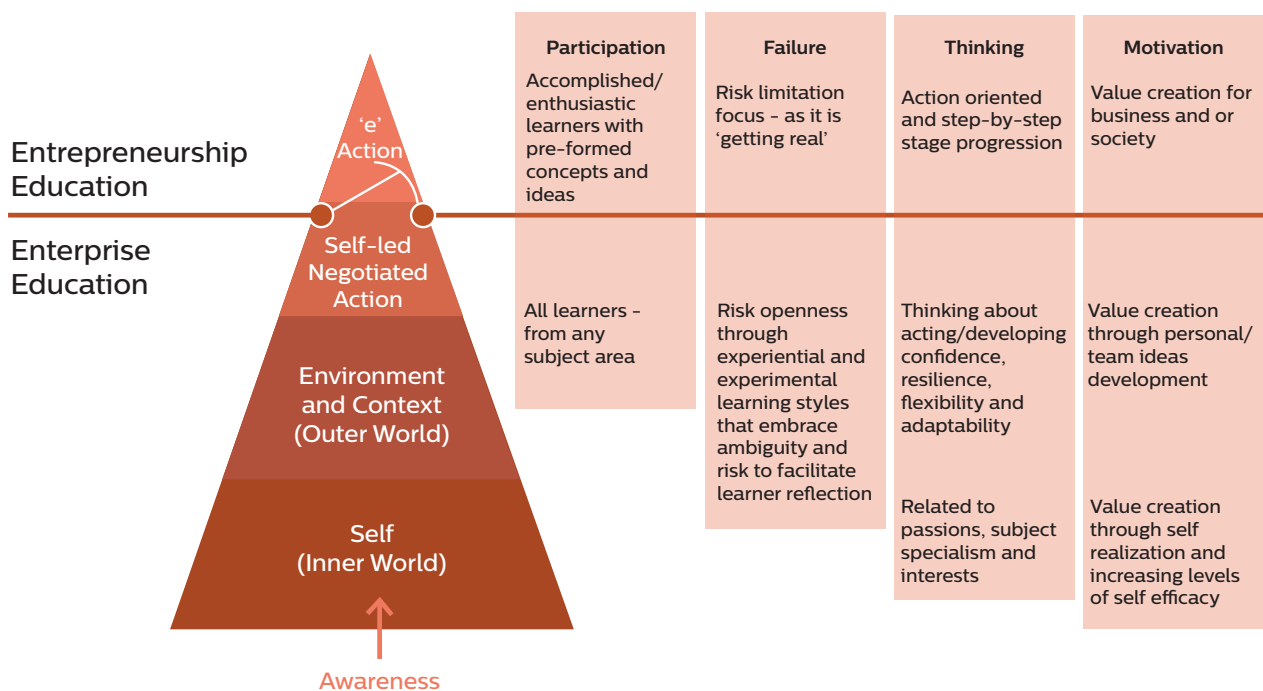 Entrepreneurship
Education
Enterprise
Education
‘e’
Action
Self-led
Negotiated
Action
Environment
and Context
(Outer World)
Self
(Inner World)
Awareness
Participation
Accomplished/
enthusiastic
learners with
pre-formed
concepts and
ideas
All learners -
from any
subject area
Failure
Risk limitation
focus - as it is
‘getting real’
Risk openness
through
experiential and
experimental
learning styles
that embrace
ambiguity and
risk to facilitate
learner reflection
Thinking
Action oriented
and step-by-step
stage progression
Thinking about
acting/developing
confidence,
resilience,
flexibility and
adaptability
Related to
passions, subject
specialism and
interests
Motivation
Value creation for
business and or
society
Value creation
through personal/
team ideas
development
Value creation
through self
realization and
increasing levels
of self efficacy